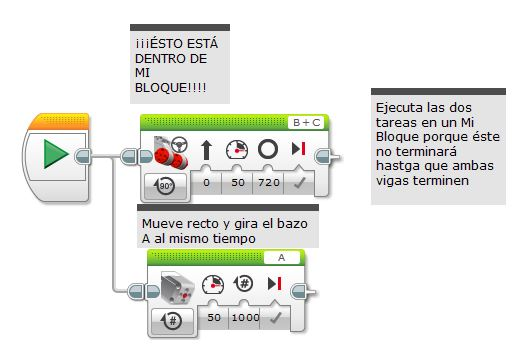 ¡¡¡ÉSTO ESTÁ
DENTRO DE
MI
BLOQUE!!!!
B + C
90°
0 50 720
Ejecuta las dos
tareas en un Mi
Bloque porque éste
no terminará
hastga que ambas
vigas terminen
Mueve recto y gira el bazo
A al mismo tiempo
A
#
#
50 1000